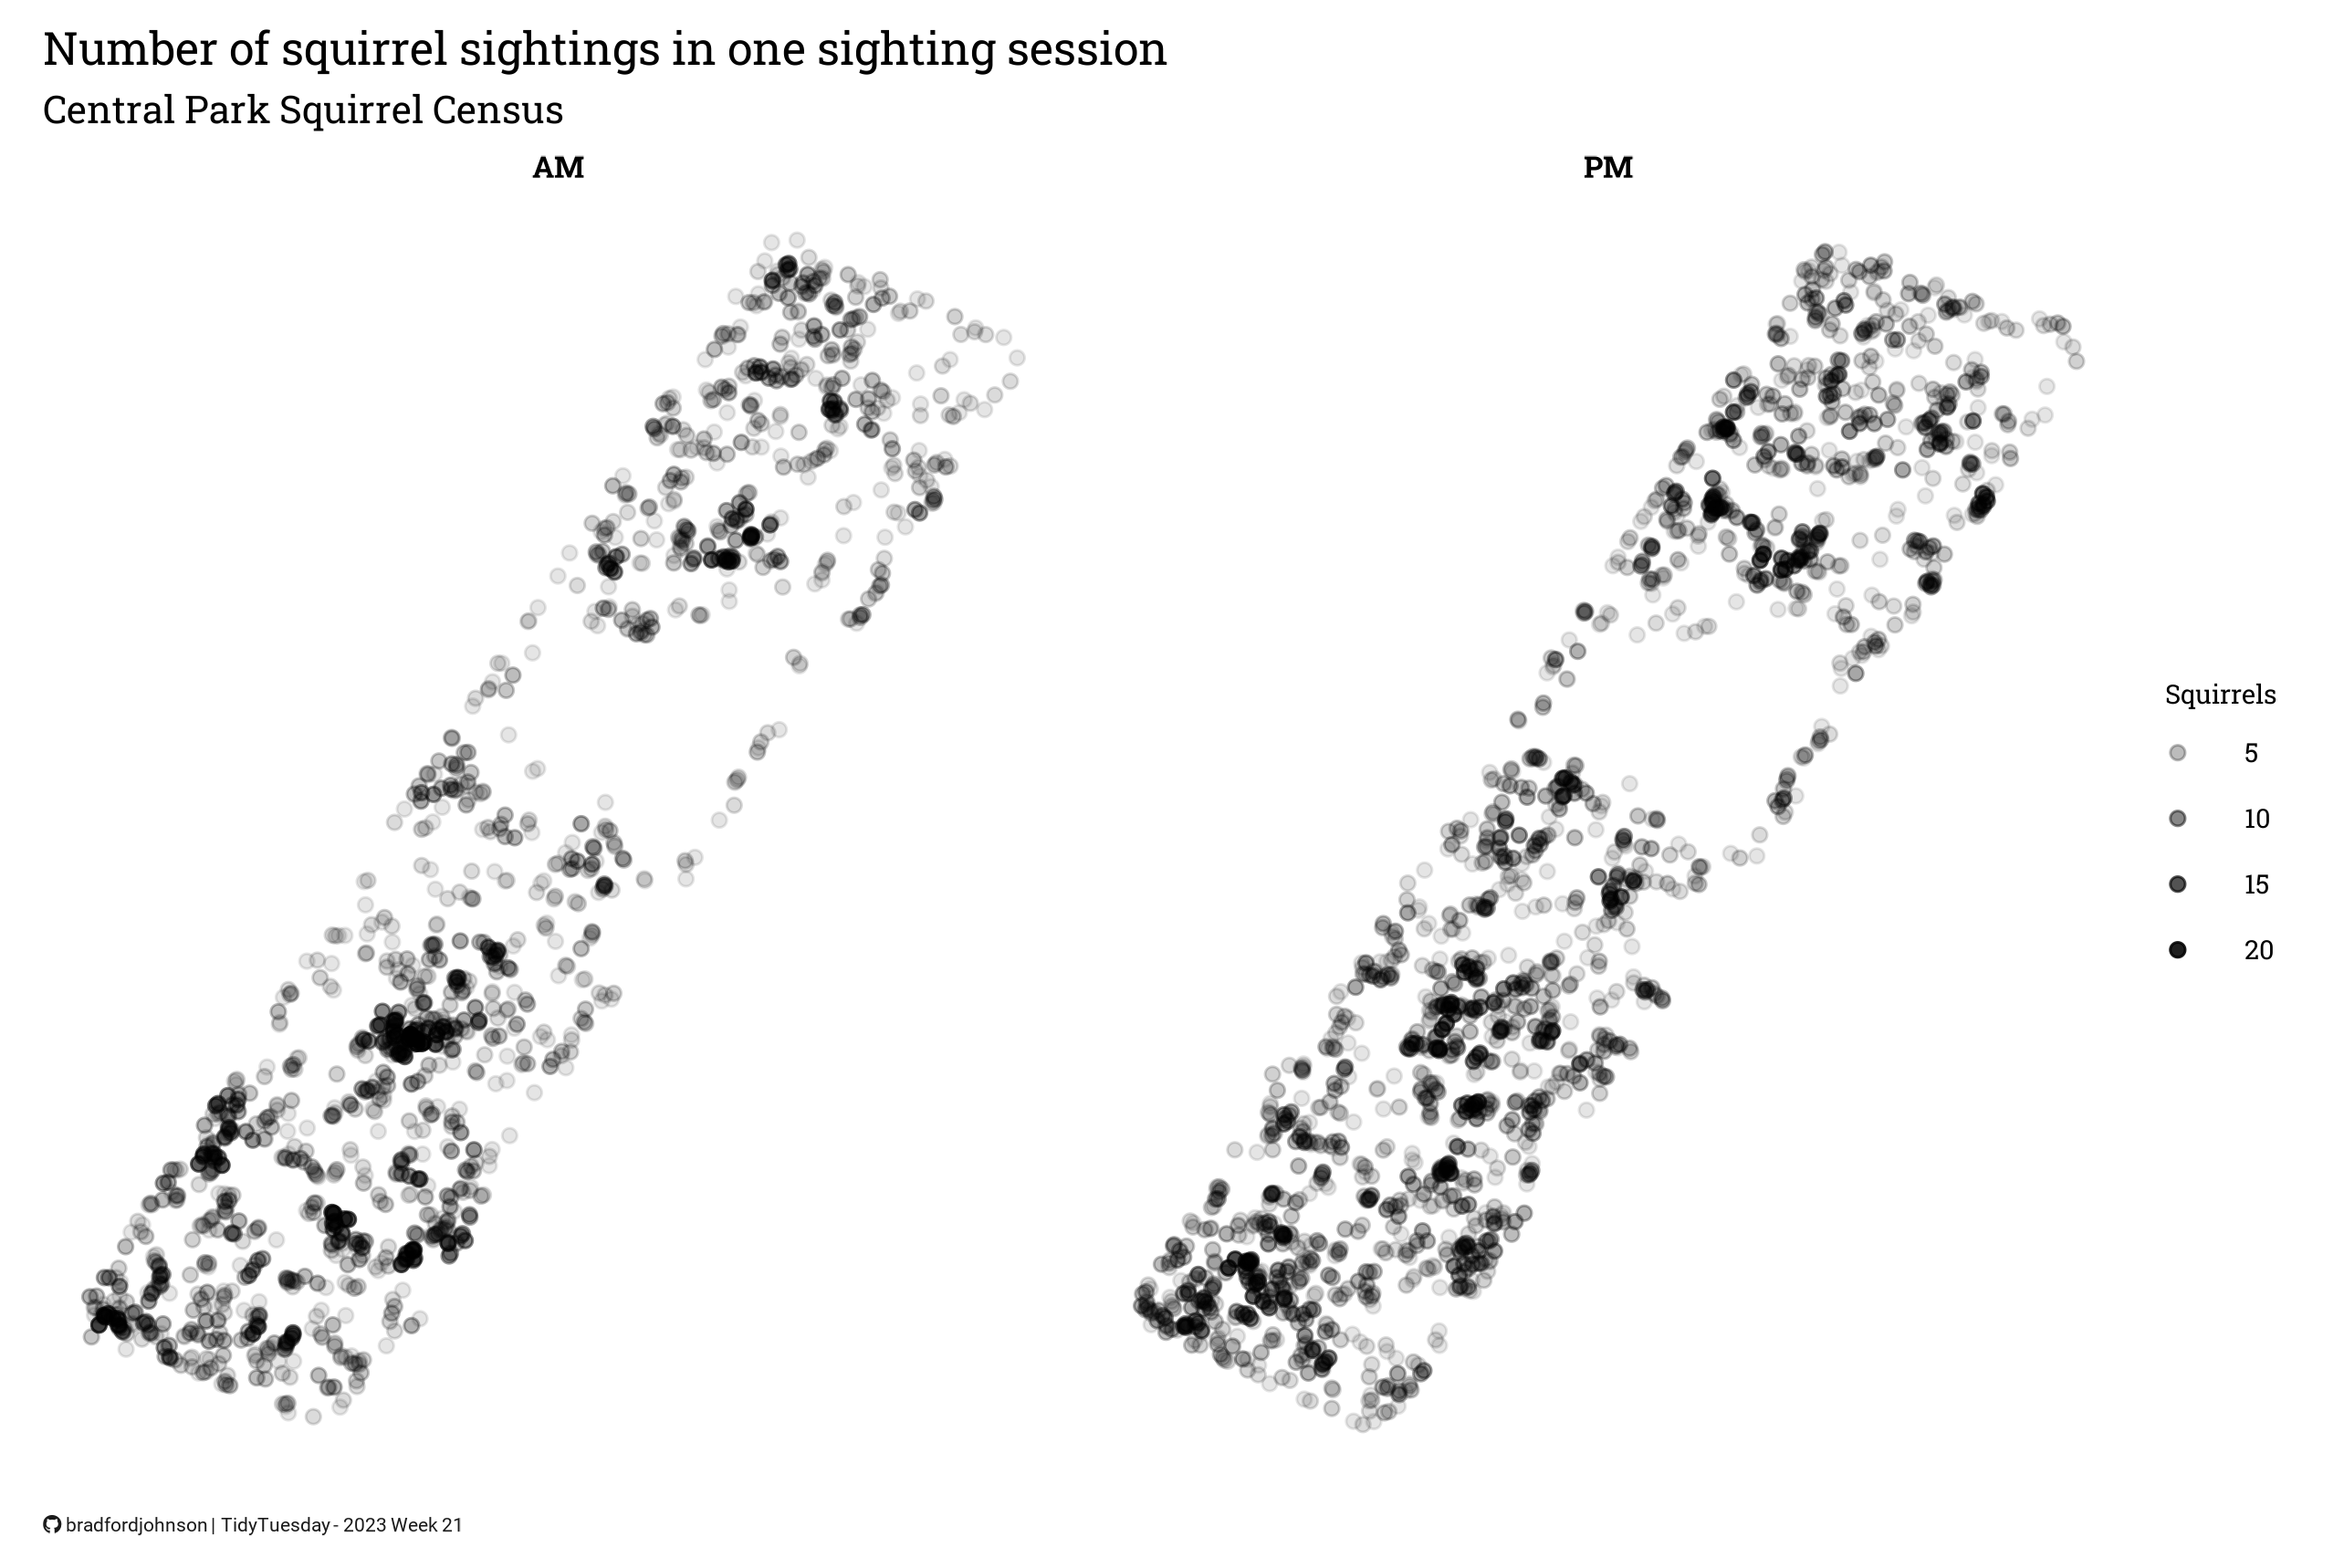 Number of squirrel sightings in one sighting session
Central Park Squirrel Census
AM
PM
Squirrels
5
10
15
20
bradfordjohnson | TidyTuesday - 2023 Week 21